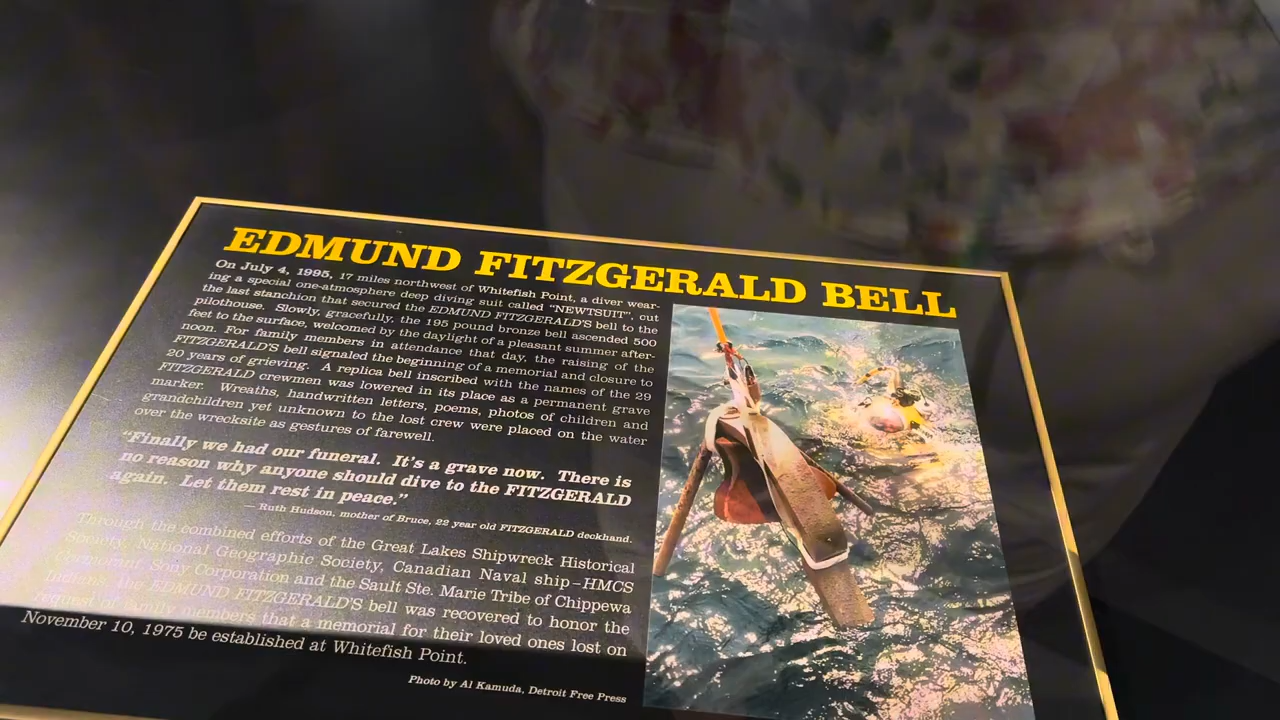 EDMUND FITZGERALD BELL
On July 4, 1995, 17 miles northwest of Whitefish Point, a diver wear-
ing a special one-atmosphere deep diving suit called "NEWTSUIT", cut
the last stanchion that secured the EDMUND FITZGERALD'S bell to the
pilothouse. Slowly, gracefully, the 195 pound bronze bell ascended 500
feet to the surface, welcomed by the daylight of a pleasant summer after-
noon. For family members in attendance that day, the raising of the
FITZGERALD'S bell signaled the beginning of a memorial and closure to
20 years of grieving. A replica bell inscribed with the names of the 29
FITZGERALD crewmen was lowered in its place as a permanent grave
marker. Wreaths, handwritten letters, poems, photos of children and
grandchildren yet unknown to the lost crew were placed on the water
over the wrecksite as gestures of farewell.
"Finally we had our funeral. It's a grave now. There is
no reason why anyone should dive to the FITZGERALD
again. Let them rest in peace."
— Ruth Hudson, mother of Bruce, 22 year old FITZGERALD deckhand.
Through the combined efforts of the Great Lakes Shipwreck Historical
Society, National Geographic Society, Canadian Naval ship–HMCS
Cormorant, Sony Corporation and the Sault Ste. Marie Tribe of Chippewa
Indians, the EDMUND FITZGERALD'S bell was recovered to honor the
request of family members that a memorial for their loved ones lost on
November 10, 1975 be established at Whitefish Point.
Photo by Al Kamuda, Detroit Free Press